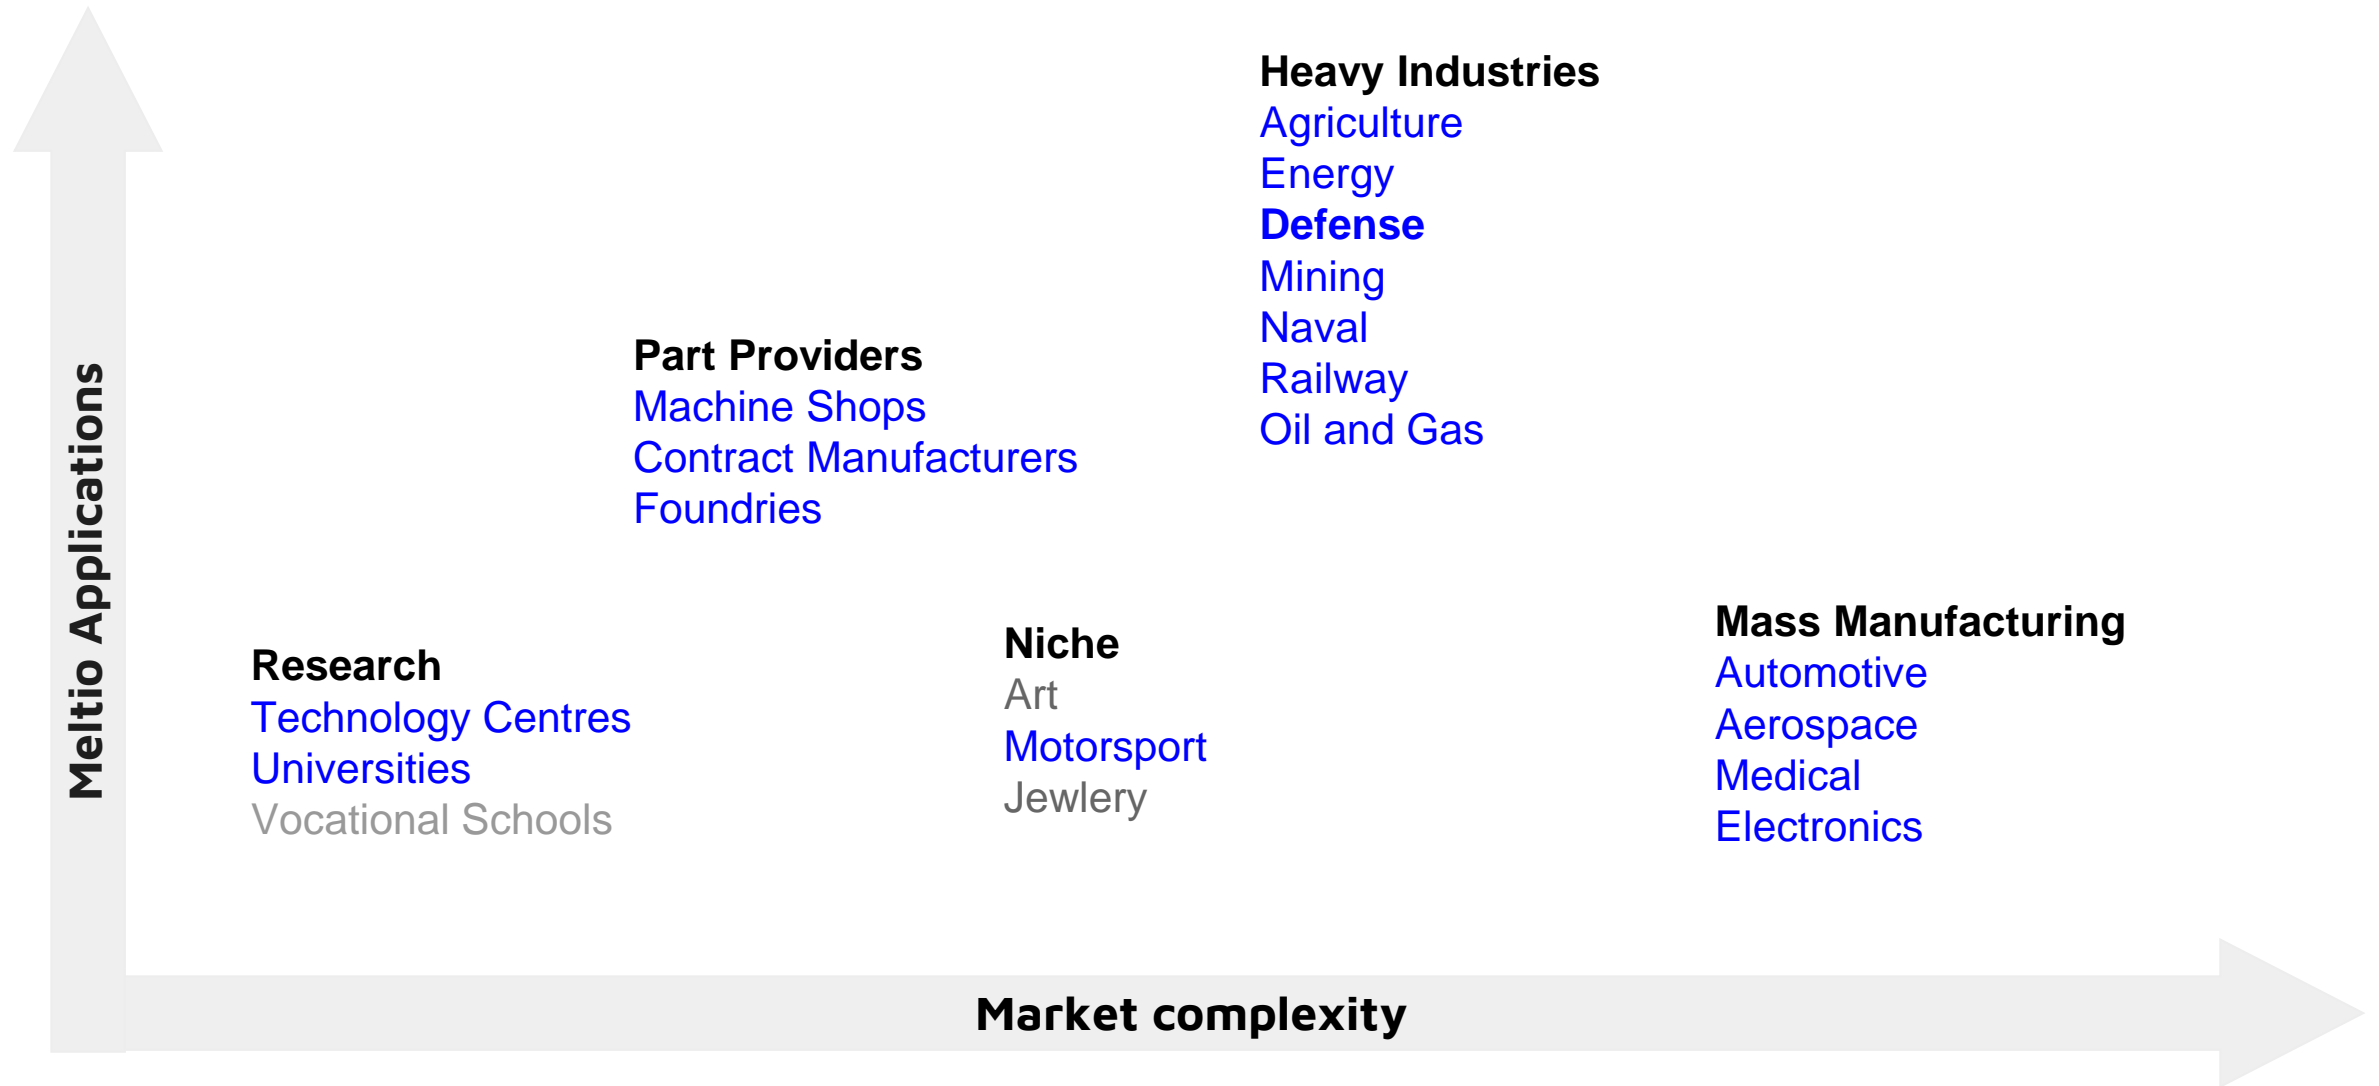 Meltio Applications
Heavy Industries
Agriculture
Energy
Defense
Mining
Naval
Railway
Oil and Gas
Part Providers
Machine Shops
Contract Manufacturers
Foundries
Research
Technology Centres
Universities
Vocational Schools
Niche
Art
Motorsport
Jewlery
Mass Manufacturing
Automotive
Aerospace
Medical
Electronics
Market complexity